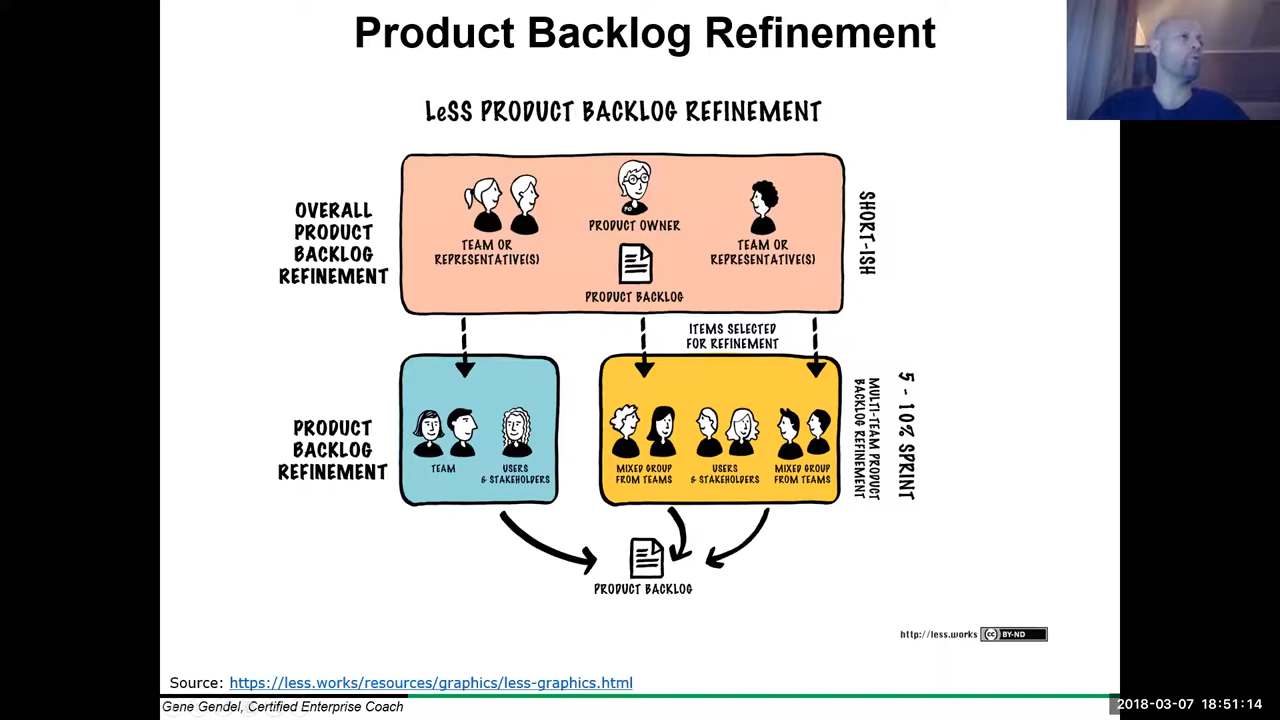 Product Backlog Refinement
LeSS PRODUCT BACKLOG REFINEMENT
OVERALL
PRODUCT
BACKLOG
REFINEMENT
TEAM OR
REPRESENTATIVE(S)
PRODUCT OWNER
PO
PRODUCT BACKLOG
TEAM OR
REPRESENTATIVE(S)
SHORT-ISH
ITEMS SELECTED
FOR REFINEMENT
PRODUCT
BACKLOG
REFINEMENT
TEAM
USERS
& STAKEHOLDERS
MIXED GROUP
FROM TEAMS
USERS
& STAKEHOLDERS
MIXED GROUP
FROM TEAMS
MULTI-TEAM PRODUCT
BACKLOG REFINEMENT
5 - 10% SPRINT
PRODUCT BACKLOG
http://less.works (cc) BY-ND
Source: https://less.works/resources/graphics/less-graphics.html
Gene Gendel, Certified Enterprise Coach
2018-03-07 18:51:14